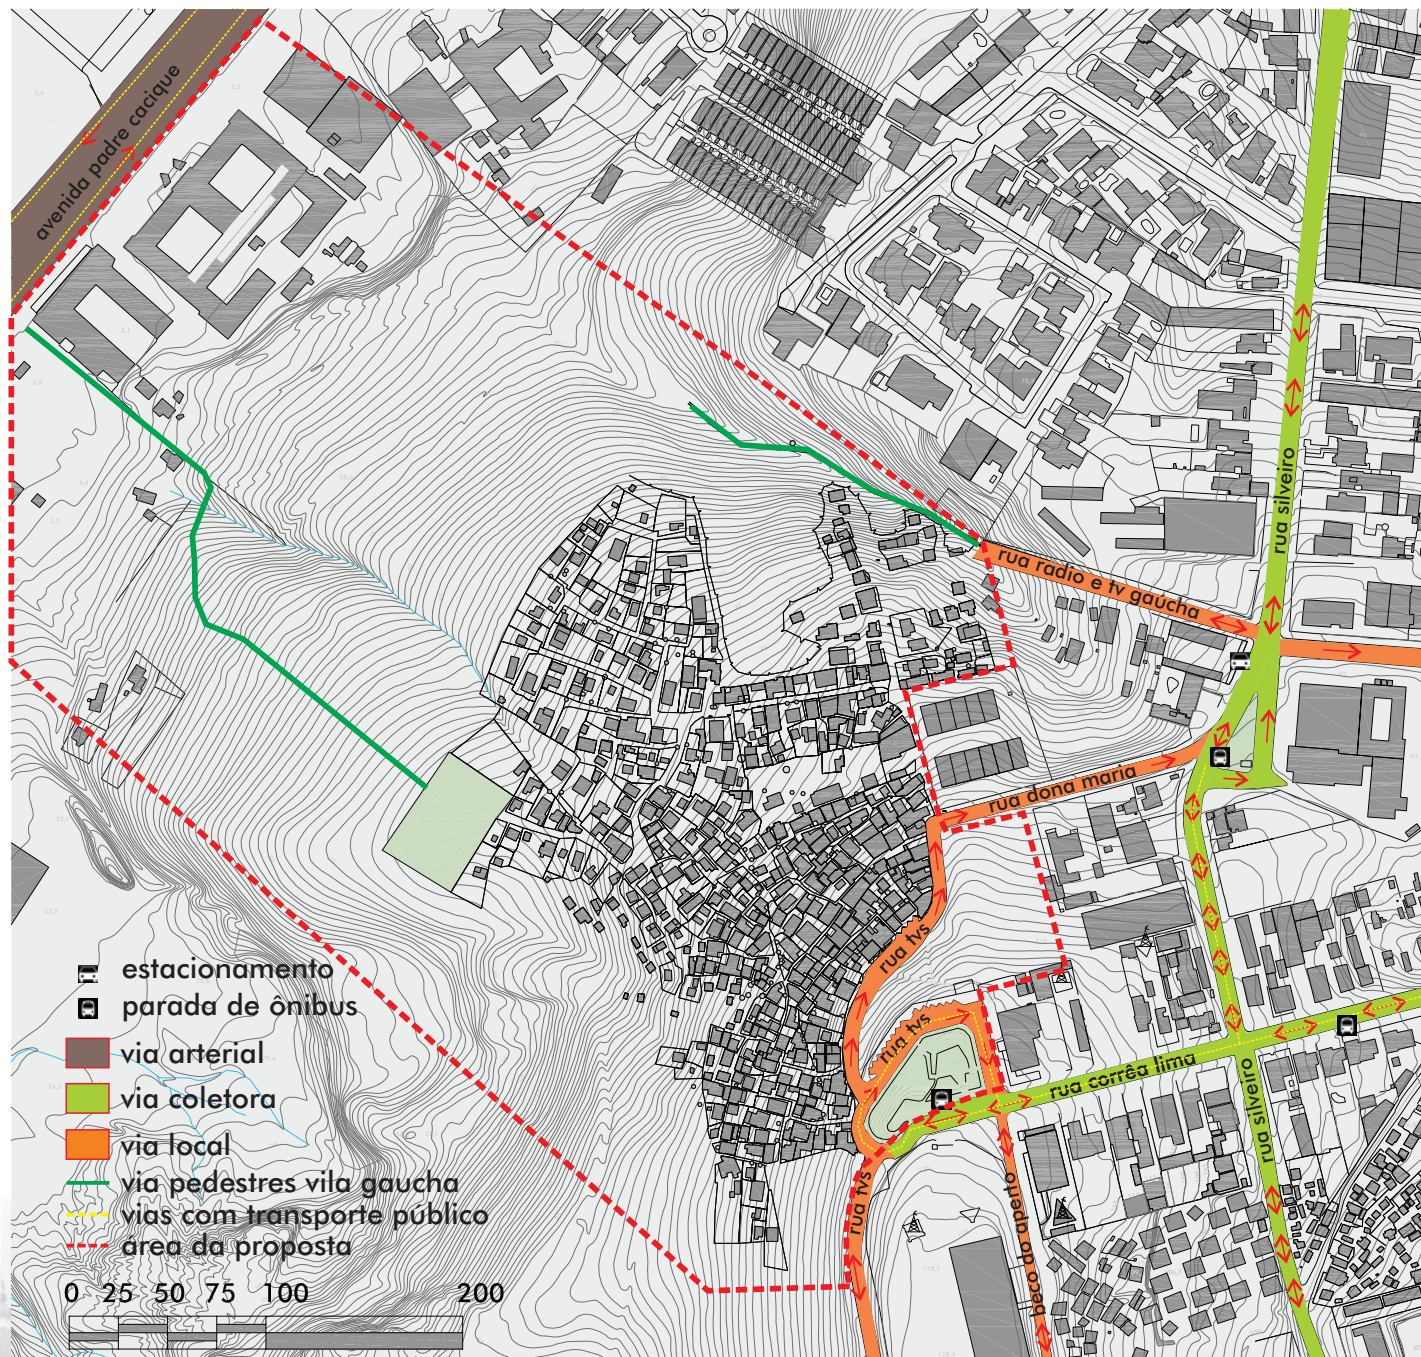 avenida padre cacique
rua silveiro
rua radio e tv gaucha
rua dona maria
rua tvs
rua tvs
rua corrêa lima
rua silveiro
rua tvs
beco do aperto
estacionamento
parada de ônibus
via arterial
via coletora
via local
via pedestres vila gaucha
vias com transporte público
área da proposta
0 25 50 75 100 200